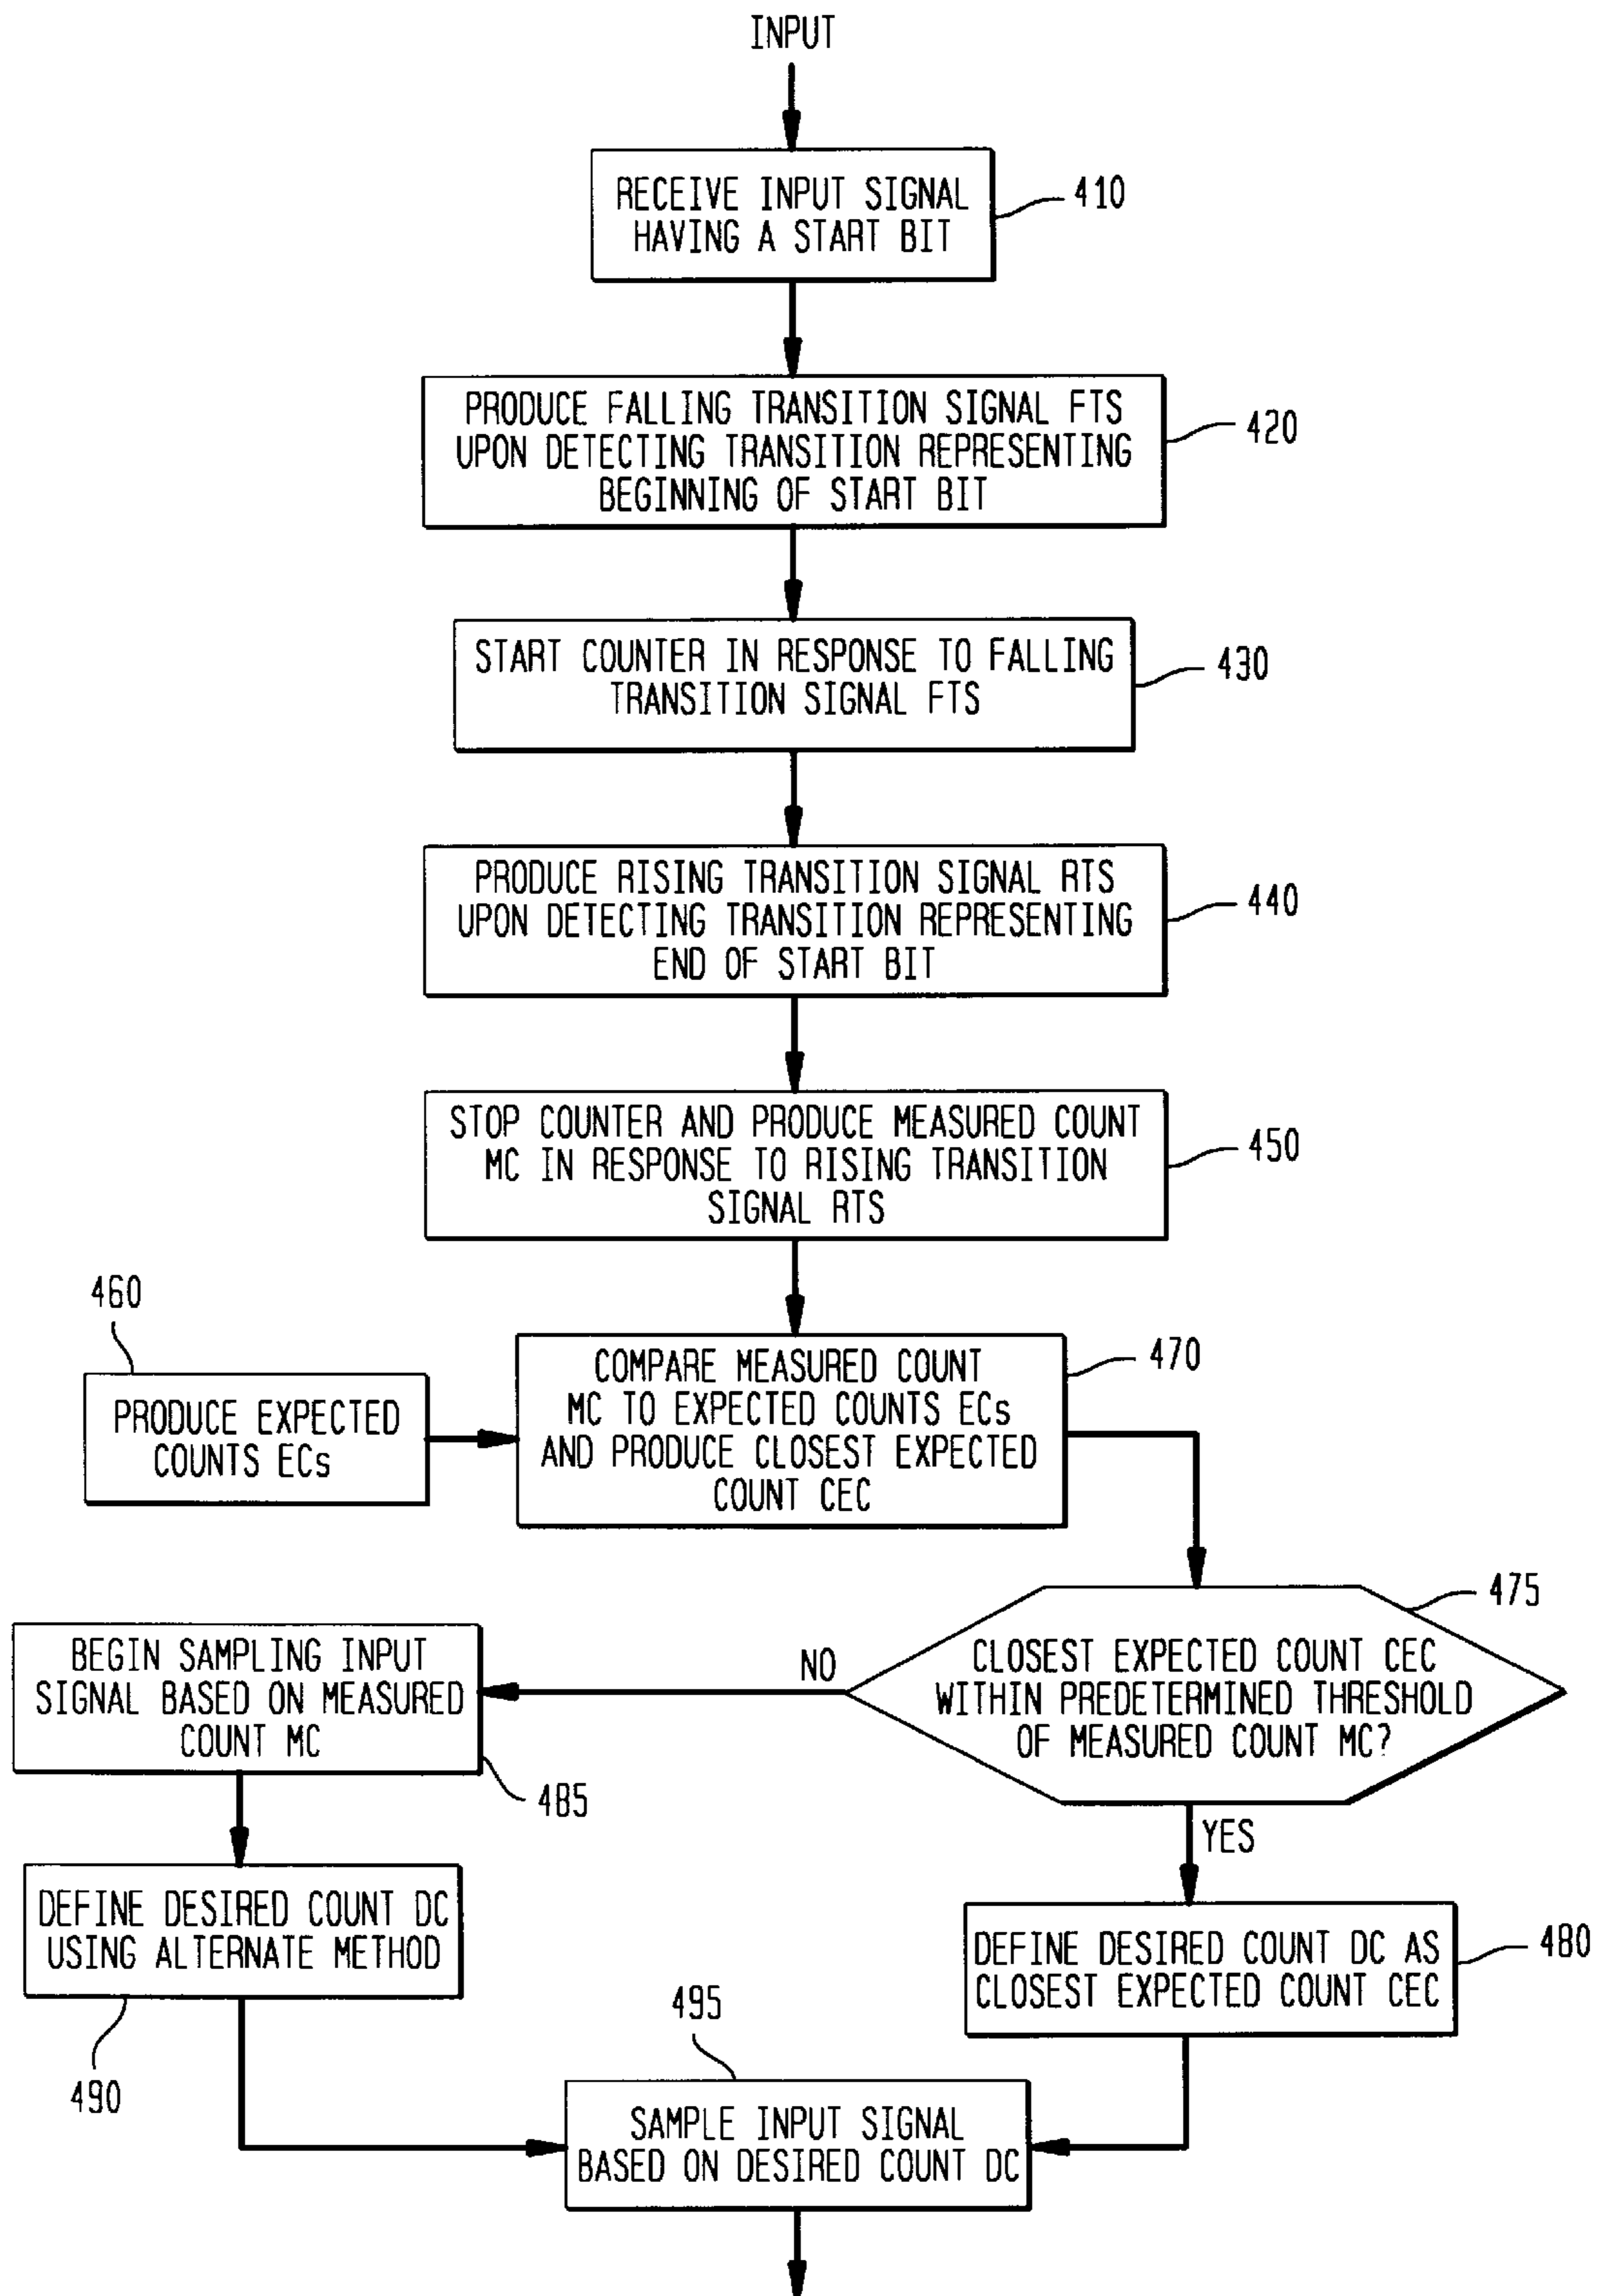 INPUT
RECEIVE INPUT SIGNAL
HAVING A START BIT
410
PRODUCE FALLING TRANSITION SIGNAL FTS
UPON DETECTING TRANSITION REPRESENTING
BEGINNING OF START BIT
420
START COUNTER IN RESPONSE TO FALLING
TRANSITION SIGNAL FTS
430
PRODUCE RISING TRANSITION SIGNAL RTS
UPON DETECTING TRANSITION REPRESENTING
END OF START BIT
440
STOP COUNTER AND PRODUCE MEASURED COUNT
MC IN RESPONSE TO RISING TRANSITION
SIGNAL RTS
450
460
PRODUCE EXPECTED
COUNTS ECs
COMPARE MEASURED COUNT
MC TO EXPECTED COUNTS ECs
AND PRODUCE CLOSEST EXPECTED
COUNT CEC
470
475
CLOSEST EXPECTED COUNT CEC
WITHIN PREDETERMINED THRESHOLD
OF MEASURED COUNT MC?
NO
BEGIN SAMPLING INPUT
SIGNAL BASED ON MEASURED
COUNT MC
485
YES
DEFINE DESIRED COUNT DC
USING ALTERNATE METHOD
490
DEFINE DESIRED COUNT DC AS
CLOSEST EXPECTED COUNT CEC
480
495
SAMPLE INPUT SIGNAL
BASED ON DESIRED COUNT DC